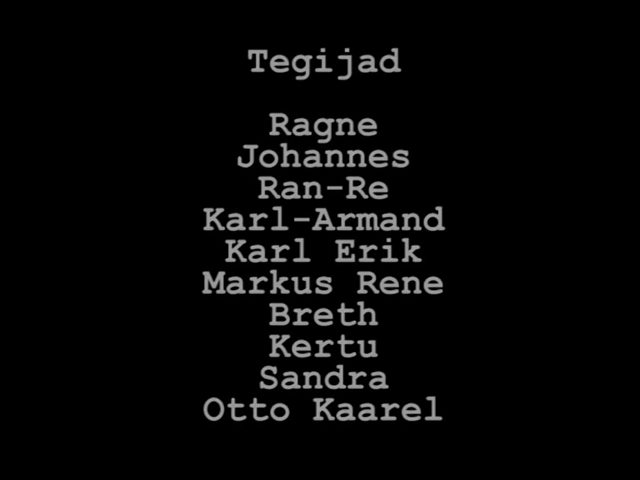 Tegijad
Ragne
Johannes
Ran-Re
Karl-Armand
Karl Erik
Markus Rene
Breth
Kertu
Sandra
Otto Kaarel